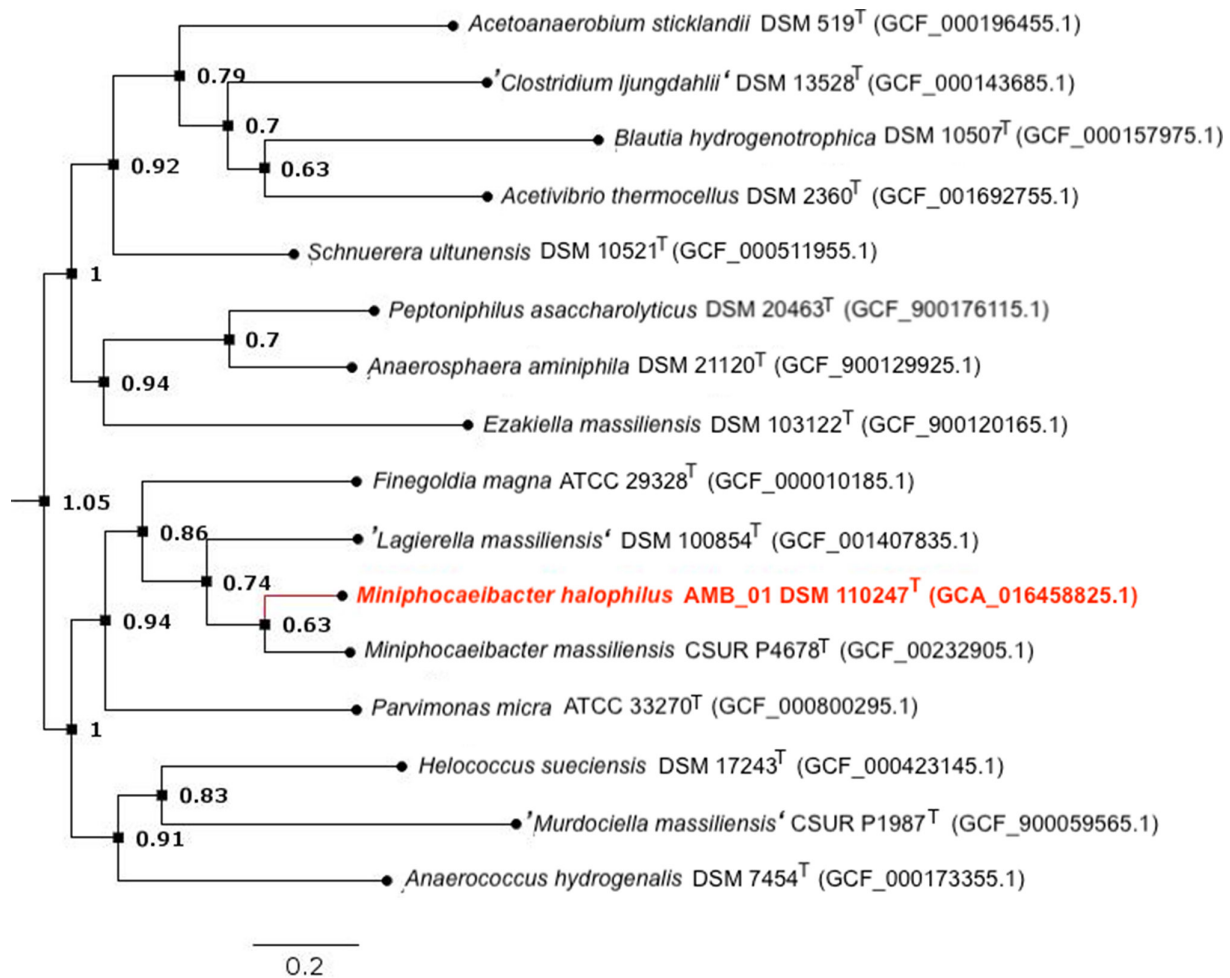 Acetoanaerobium sticklandii DSM 519T (GCF_000196455.1)
0.79
'Clostridium ljungdahlii' DSM 13528T (GCF_000143685.1)
0.7
Blautia hydrogenotrophica DSM 10507T (GCF_000157975.1)
0.92
0.63
Acetivibrio thermocellus DSM 2360T (GCF_001692755.1)
Schnuerera ultunensis DSM 10521T (GCF_000511955.1)
1
Peptoniphilus asaccharolyticus DSM 20463T (GCF_900176115.1)
0.7
Anaerosphaera aminiphila DSM 21120T (GCF_900129925.1)
0.94
Ezakiella massiliensis DSM 103122T (GCF_900120165.1)
Finegoldia magna ATCC 29328T (GCF_000010185.1)
1.05
0.86
'Lagierella massiliensis' DSM 100854T (GCF_001407835.1)
0.74
Miniphocaeibacter halophilus AMB_01 DSM 110247T (GCA_016458825.1)
0.94
0.63
Miniphocaeibacter massiliensis CSUR P4678T (GCF_00232905.1)
Parvimonas micra ATCC 33270T (GCF_000800295.1)
1
Helococcus sueciensis DSM 17243T (GCF_000423145.1)
0.83
'Murdociella massiliensis' CSUR P1987T (GCF_900059565.1)
0.91
Anaerococcus hydrogenalis DSM 7454T (GCF_000173355.1)
0.2